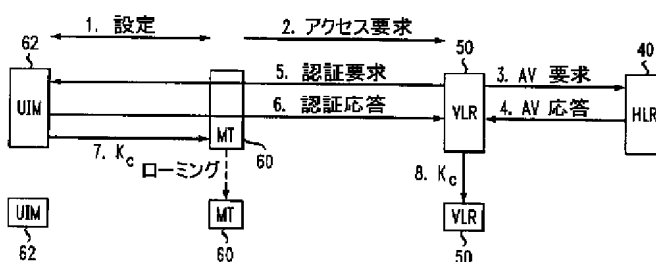 1. 設定
2. アクセス要求
62
50
40
5. 認証要求
3. AV 要求
UIM
6. 認証応答
VLR
4. AV 応答
HLR
MT
7. Kc
60
ローミング
8. Kc
UIM
MT
VLR
62
60
50